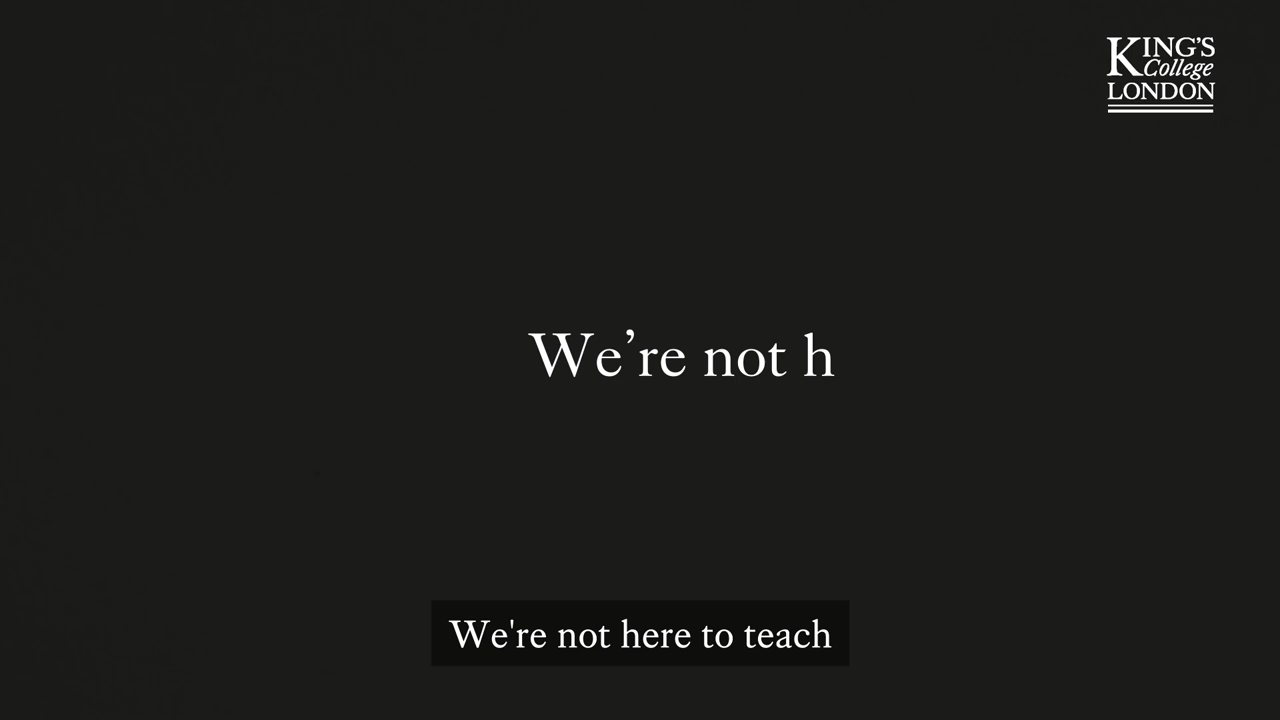 KING'S
College
LONDON
We’re not h
We're not here to teach